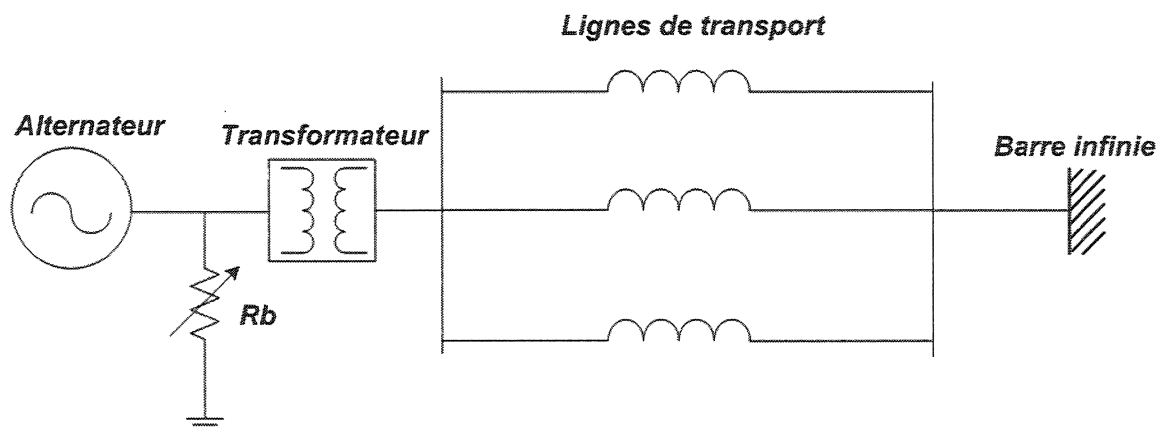 Lignes de transport
Alternateur
Transformateur
Barre infinie
Rb